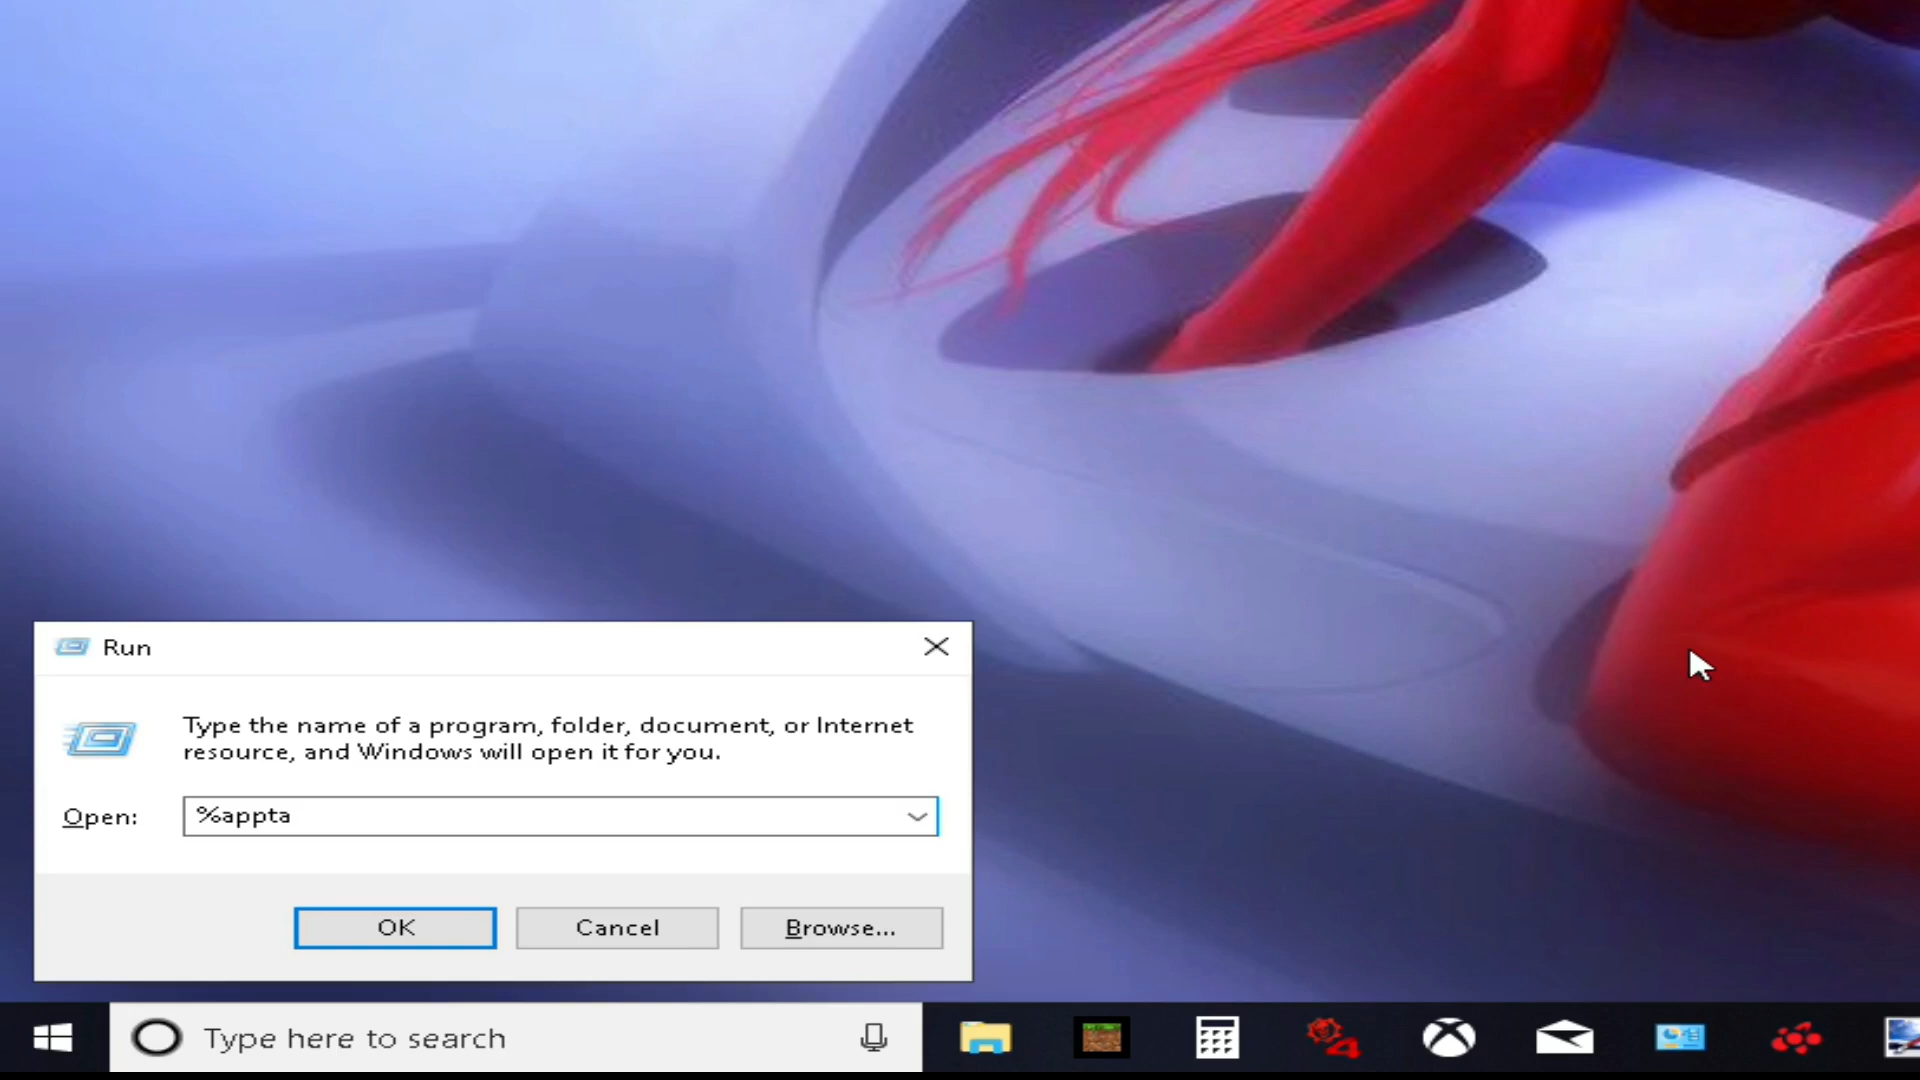 Run
Type the name of a program, folder, document, or Internet
resource, and Windows will open it for you.
Open:
%appta
OK
Cancel
Browse...
Type here to search
4